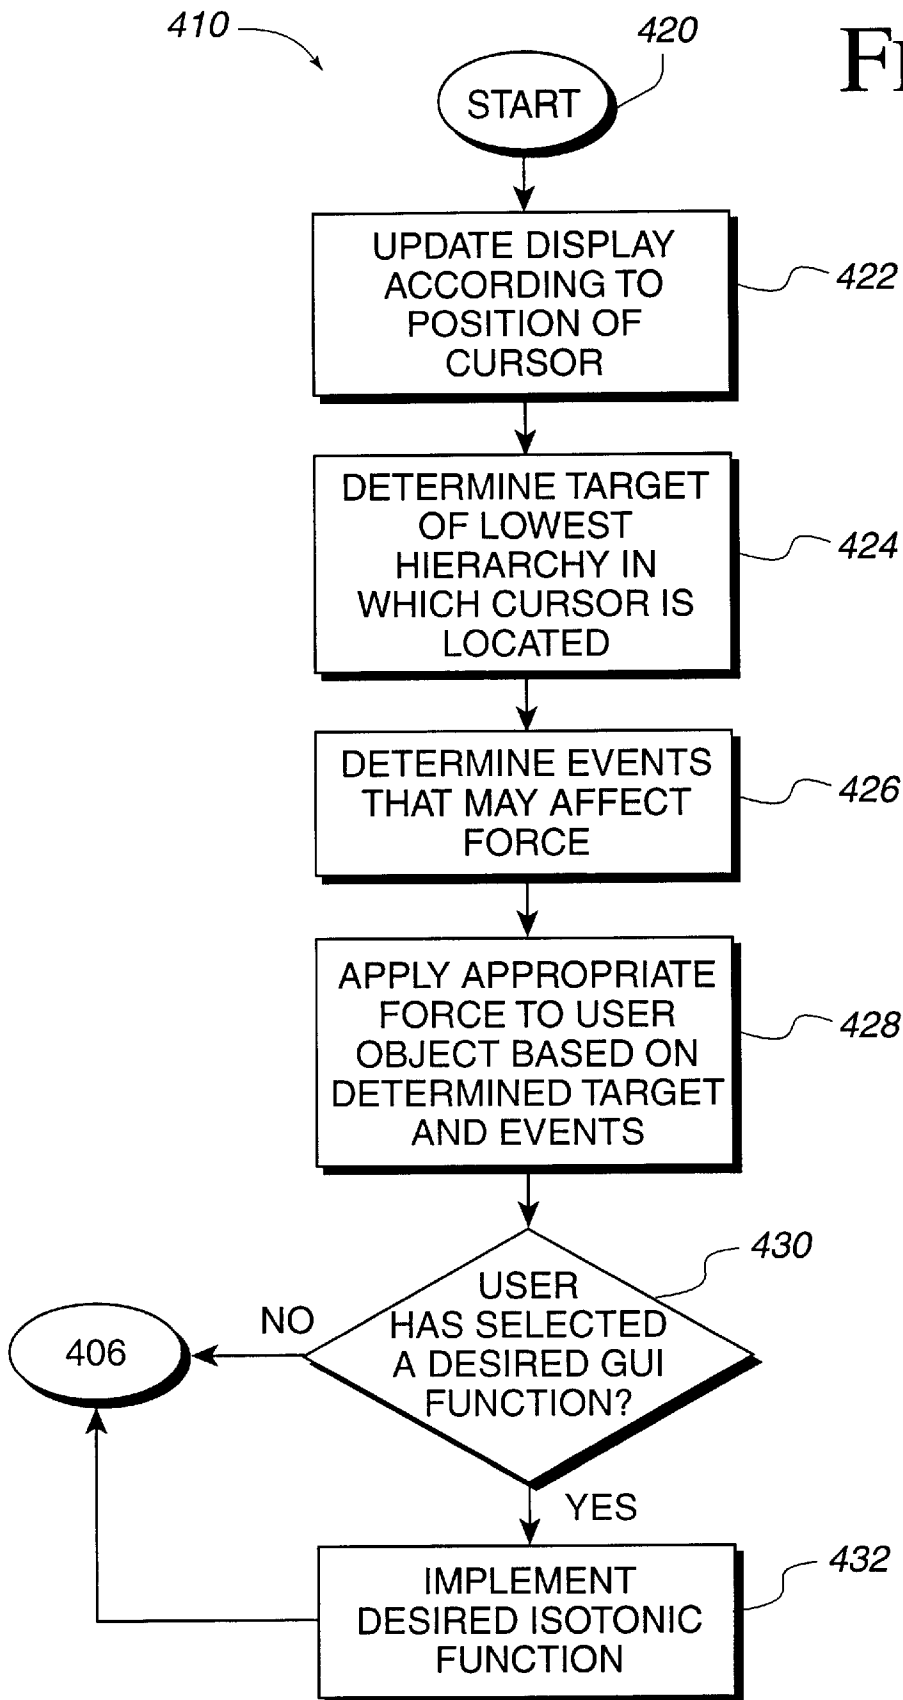 410
420
START
UPDATE DISPLAY
ACCORDING TO
POSITION OF
CURSOR
422
DETERMINE TARGET
OF LOWEST
HIERARCHY IN
WHICH CURSOR IS
LOCATED
424
DETERMINE EVENTS
THAT MAY AFFECT
FORCE
426
APPLY APPROPRIATE
FORCE TO USER
OBJECT BASED ON
DETERMINED TARGET
AND EVENTS
428
USER
HAS SELECTED
A DESIRED GUI
FUNCTION?
430
NO
406
YES
IMPLEMENT
DESIRED ISOTONIC
FUNCTION
432